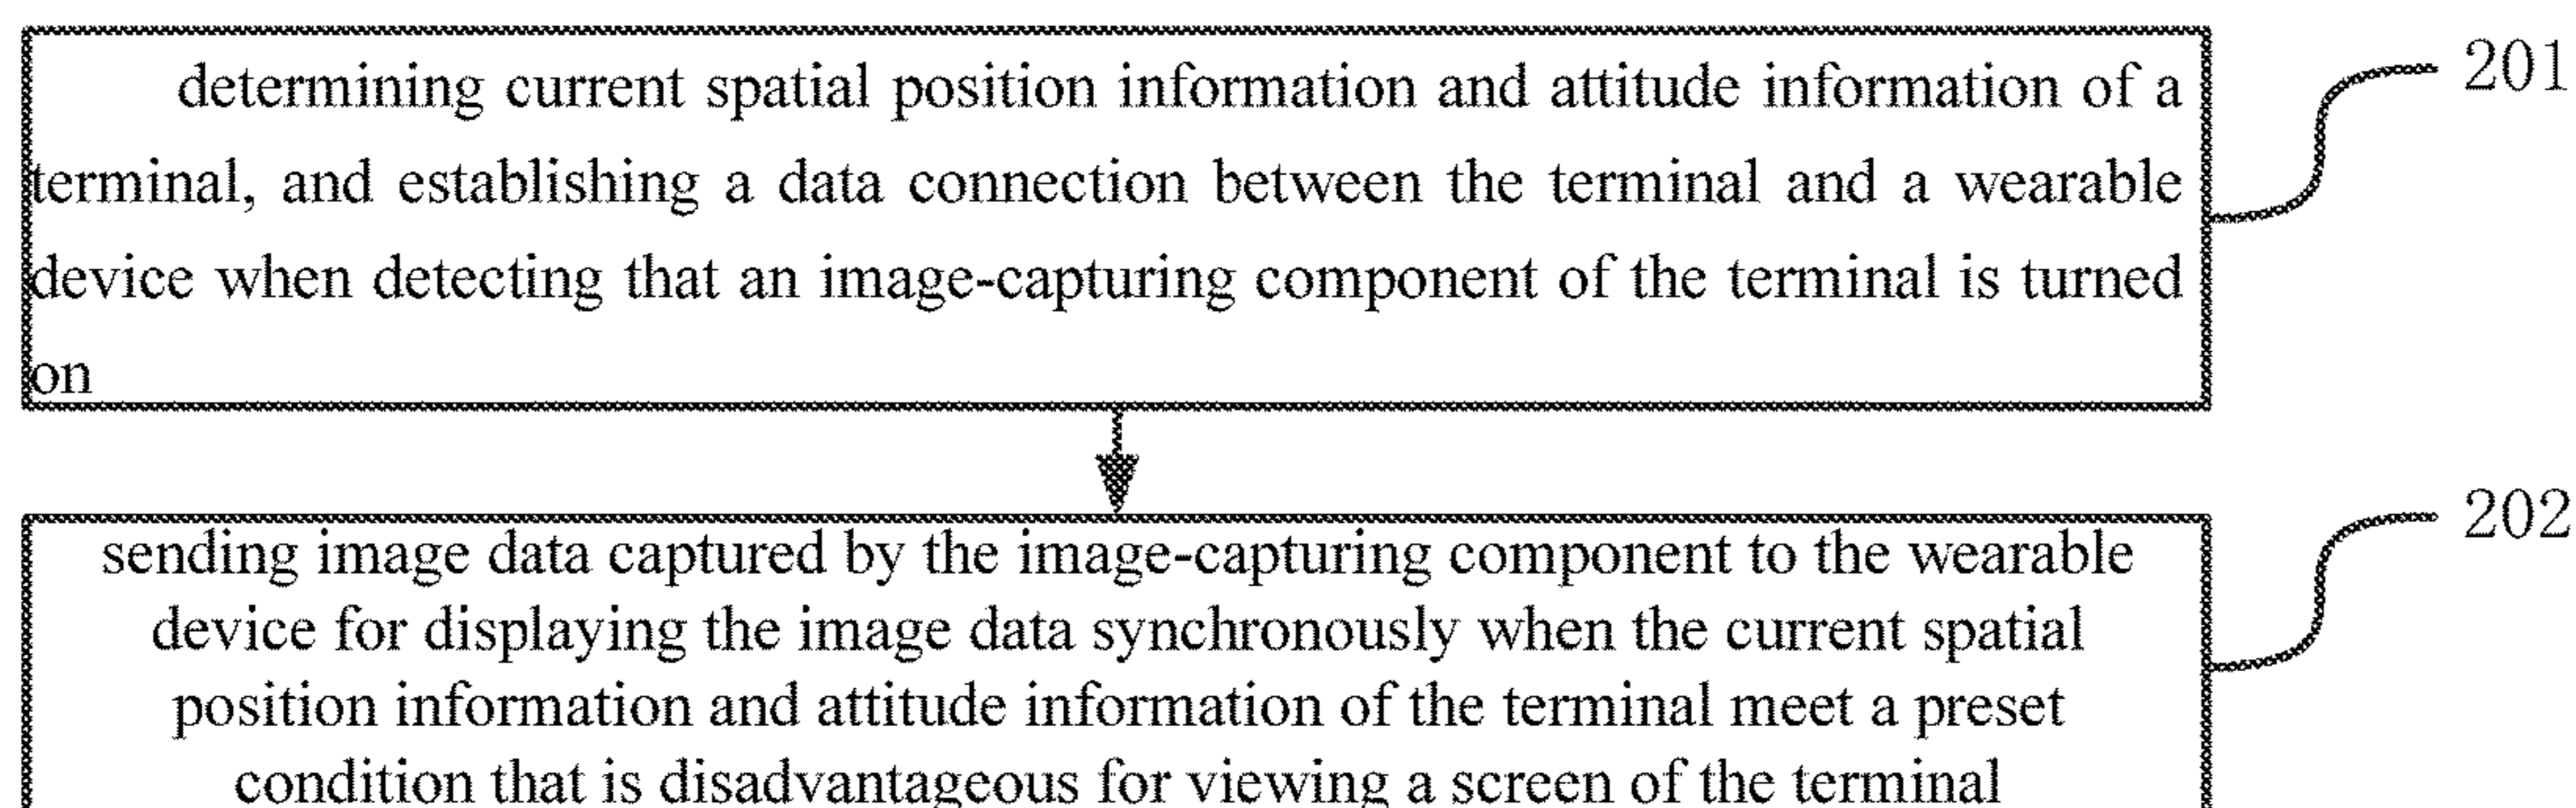 determining current spatial position information and attitude information of a
terminal, and establishing a data connection between the terminal and a wearable
device when detecting that an image-capturing component of the terminal is turned
on
201
sending image data captured by the image-capturing component to the wearable
device for displaying the image data synchronously when the current spatial
position information and attitude information of the terminal meet a preset
condition that is disadvantageous for viewing a screen of the terminal
202